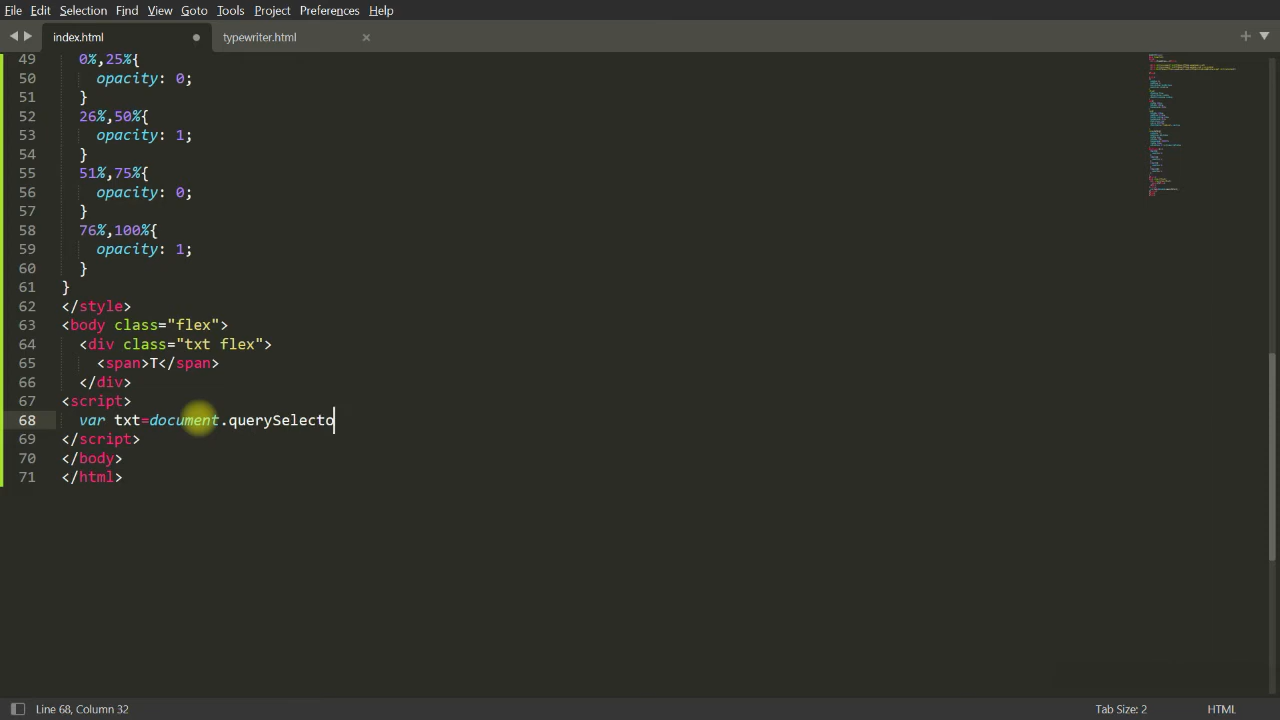 File Edit Selection Find View Goto Tools Project Preferences Help
index.html typewriter.html
49 0%,25%{
50 opacity: 0;
51 }
52 26%,50%{
53 opacity: 1;
54 }
55 51%,75%{
56 opacity: 0;
57 }
58 76%,100%{
59 opacity: 1;
60 }
61 }
62 </style>
63 <body class="flex">
64 <div class="txt flex">
65 <span>T</span>
66 </div>
67 <script>
68 var txt=document.querySelecto
69 </script>
70 </body>
71 </html>
Line 68, Column 32 Tab Size: 2 HTML